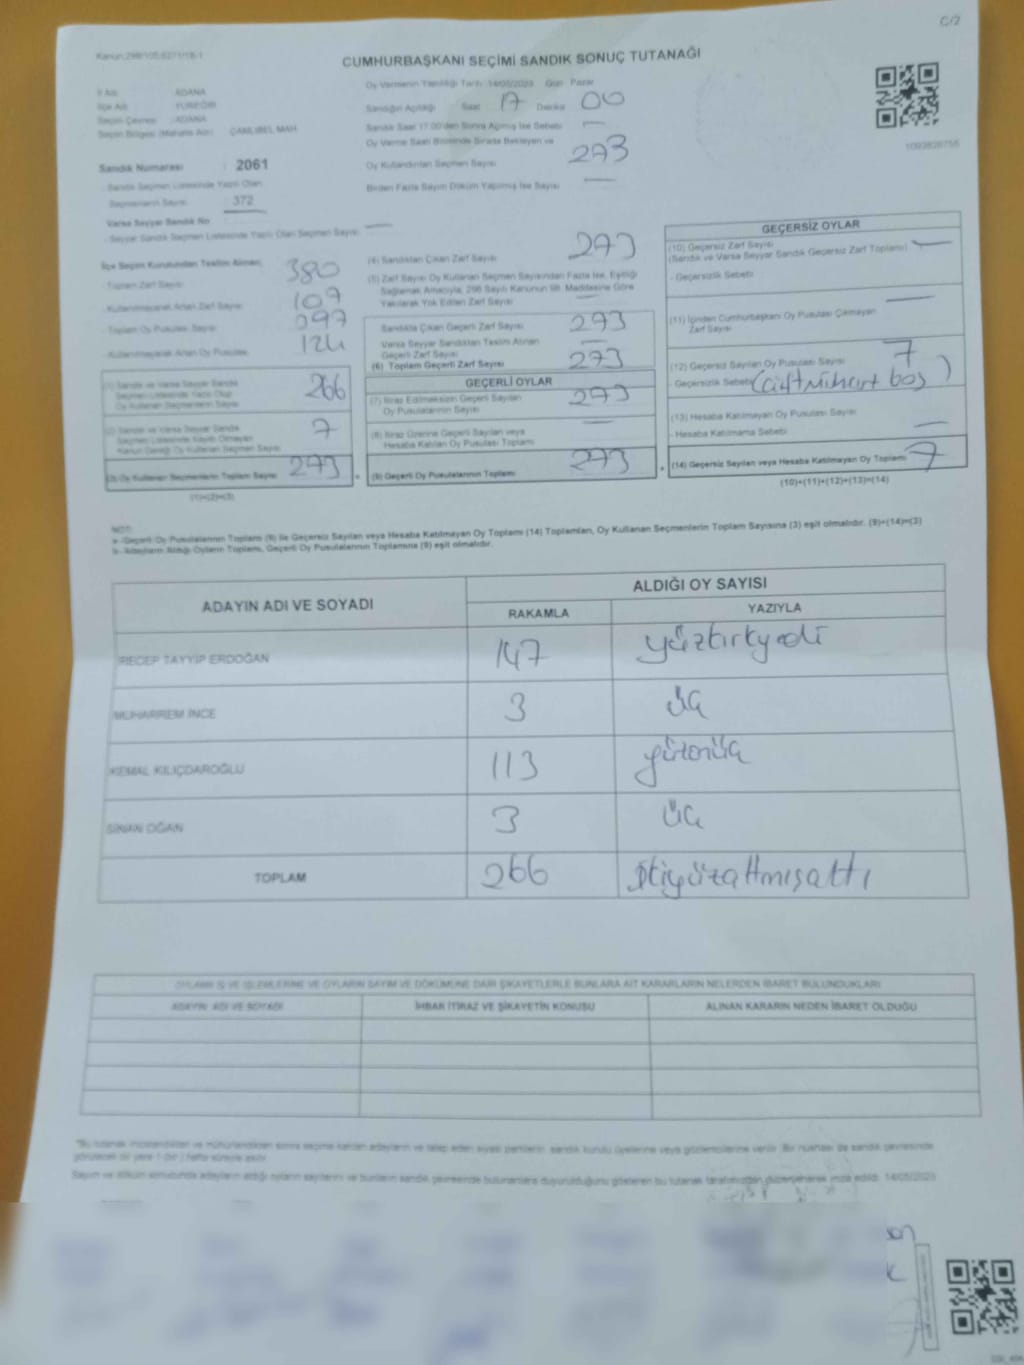 C/2
Kanun:298/105,6271/18-1
CUMHURBAŞKANI SEÇİMİ SANDIK SONUÇ TUTANAĞI
İl Adı : ADANA
İlçe Adı : YÜREĞİR
Seçim Çevresi : ADANA
Seçim Bölgesi (Mahalle Adı) : ÇAMLIBEL MAH
Sandık Numarası : 2061
- Sandık Seçmen Listesinde Yazılı Olan
Seçmenlerin Sayısı : 372
Varsa Seyyar Sandık No
- Seyyar Sandık Seçmen Listesinde Yazılı Olan Seçmen Sayısı
Oy Vermenin Yapıldığı Tarih :14/05/2023 Gün : Pazar
Sandığın Açıldığı Saat 17 Dakika 00
Sandık Saat 17:00'den Sonra Açılmış İse Sebebi —
Oy Verme Saati Bitiminde Sırada Bekleyen ve
Oy Kullandırılan Seçmen Sayısı 273
Birden Fazla Sayım Döküm Yapılmış İse Sayısı —
1093826756
İlçe Seçim Kurulundan Teslim Alınan;
- Toplam Zarf Sayısı 380
- Kullanılmayarak Artan Zarf Sayısı 107
- Toplam Oy Pusulası Sayısı 397
- Kullanılmayarak Artan Oy Pusulası 124
(1) Sandık ve Varsa Seyyar Sandık
Seçmen Listesinde Yazılı Olup
Oy Kullanan Seçmenlerin Sayısı 266
(2) Sandık ve Varsa Seyyar Sandık
Seçmen Listesinde Kayıtlı Olmayan
Kanun Gereği Oy Kullanan Seçmen Sayısı 7
(3) Oy Kullanan Seçmenlerin Toplam Sayısı 273
(1)+(2)=(3)
(4) Sandıktan Çıkan Zarf Sayısı 273
(5) Zarf Sayısı Oy Kullanan Seçmen Sayısından Fazla İse, Eşitliği
Sağlamak Amacıyla, 298 Sayılı Kanunun 98. Maddesine Göre
Yakılarak Yok Edilen Zarf Sayısı —
Sandıkta Çıkan Geçerli Zarf Sayısı 273
Varsa Seyyar Sandıktan Teslim Alınan
Geçerli Zarf Sayısı —
(6) Toplam Geçerli Zarf Sayısı 273
GEÇERLİ OYLAR
(7) İtiraz Edilmeksizin Geçerli Sayılan
Oy Pusulalarının Sayısı 273
(8) İtiraz Üzerine Geçerli Sayılan veya
Hesaba Katılan Oy Pusulası Toplamı —
(9) Geçerli Oy Pusulalarının Toplamı 273
GEÇERSİZ OYLAR
(10) Geçersiz Zarf Sayısı
(Sandık ve Varsa Seyyar Sandık Geçersiz Zarf Toplamı) —
- Geçersizlik Sebebi
(11) İçinden Cumhurbaşkanı Oy Pusulası Çıkmayan
Zarf Sayısı —
(12) Geçersiz Sayılan Oy Pusulası Sayısı 7
- Geçersizlik Sebebi (Çift Mühürt boş)
(13) Hesaba Katılmayan Oy Pusulası Sayısı
- Hesaba Katılmama Sebebi —
(14) Geçersiz Sayılan veya Hesaba Katılmayan Oy Toplamı 7
(10)+(11)+(12)+(13)=(14)
NOT:
a- Geçerli Oy Pusulalarının Toplamı (9) ile Geçersiz Sayılan veya Hesaba Katılmayan Oy Toplamı (14) Toplamları, Oy Kullanan Seçmenlerin Toplam Sayısına (3) eşit olmalıdır. (9)+(14)=(3)
b- Adayların Aldığı Oyların Toplamı, Geçerli Oy Pusulalarının Toplamına (9) eşit olmalıdır.
ADAYIN ADI VE SOYADI
ALDIĞI OY SAYISI
RAKAMLA YAZIYLA
RECEP TAYYİP ERDOĞAN 147 yüzkırkyedi
MUHARREM İNCE 3 üç
KEMAL KILIÇDAROĞLU 113 yüzonüç
SİNAN OĞAN 3 üç
TOPLAM 266 ikiyüzaltmışaltı
OYLAMA İŞ VE İŞLEMLERİNE VE OYLARIN SAYIM VE DÖKÜMÜNE DAİR ŞİKAYETLERLE BUNLARA AİT KARARLARIN NELERDEN İBARET BULUNDUKLARI
ADAYIN ADI VE SOYADI İHBAR İTİRAZ VE ŞİKAYETİN KONUSU ALINAN KARARIN NEDEN İBARET OLDUĞU
*Bu tutanak imzalandıktan ve mühürlendikten sonra seçime katılan adayların ve talep eden siyasi partilerin, sandık kurulu üyelerine veya gözlemcilerine verilir. Bir nüshası da sandık çevresinde
görülecek bir yere 1 (bir) hafta süreyle asılır.
Sayım ve döküm sonucunda adayların aldığı oyların sayılarını ve bunların sandık çevresinde bulunanlara duyurulduğunu gösteren bu tutanak tarafımızdan düzenlenerek imza edildi. 14/05/2023